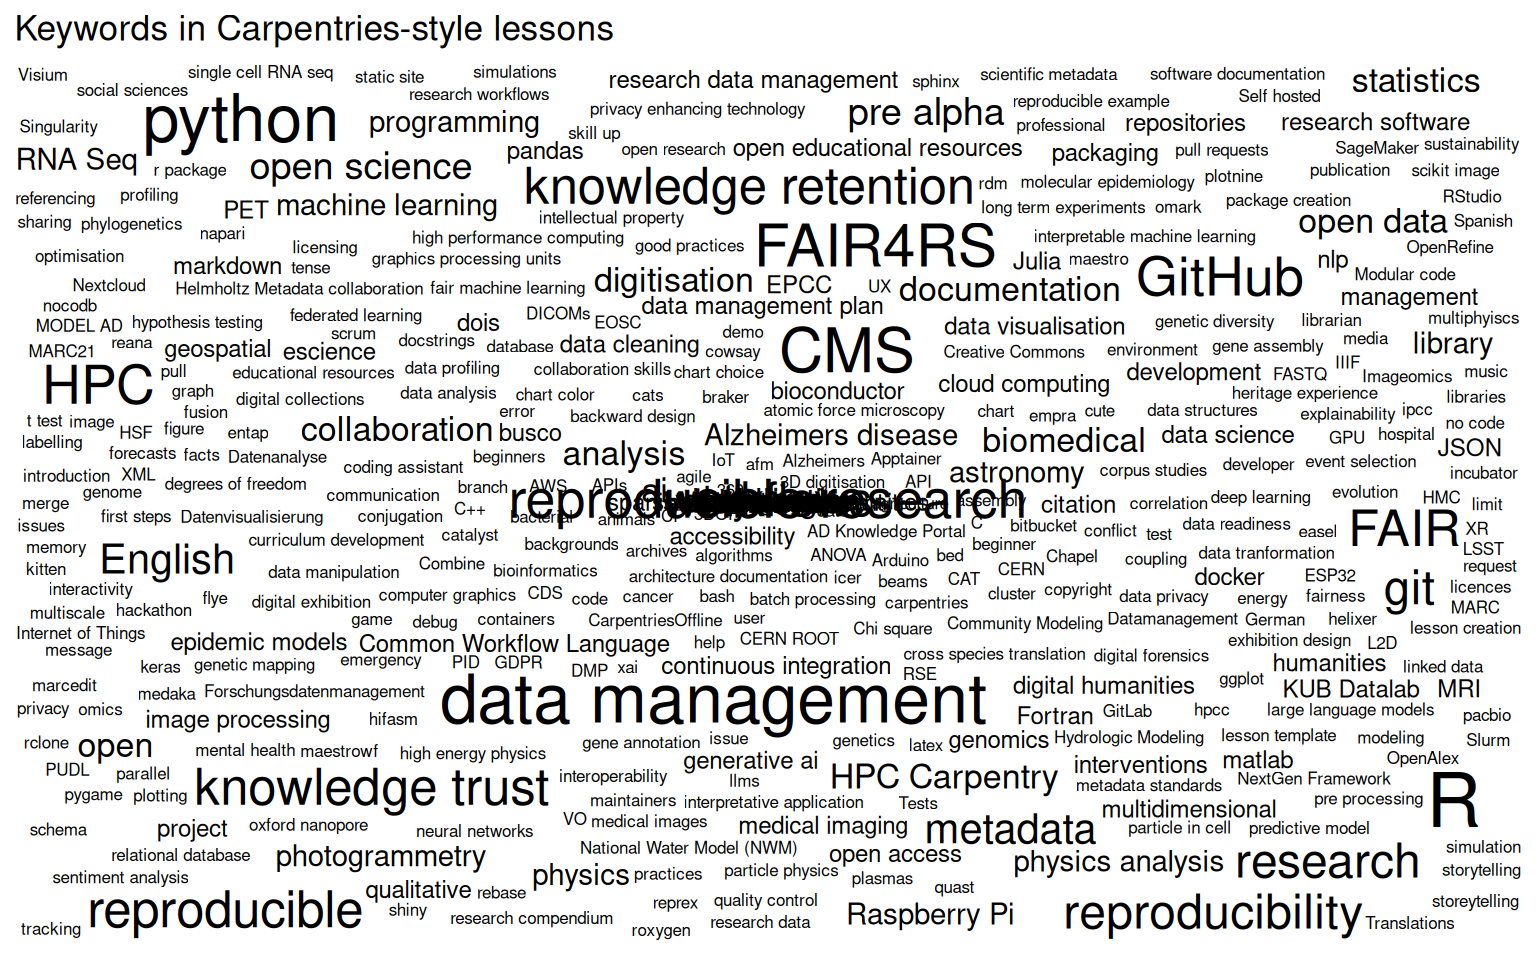 Keywords in Carpentries-style lessons
Visium single cell RNA seq static site simulations research data management sphinx scientific metadata software documentation statistics
social sciences research workflows privacy enhancing technology pre alpha reproducible example Self hosted
Singularity python programming skill up professional repositories research software
RNA Seq r package open science pandas open research open educational resources packaging pull requests SageMaker sustainability
publication scikit image
referencing profiling knowledge retention rdm molecular epidemiology plotnine package creation RStudio
sharing phylogenetics PET machine learning intellectual property long term experiments omark open data Spanish
napari licensing high performance computing good practices FAIR4RS interpretable machine learning OpenRefine
optimisation markdown tense graphics processing units Julia maestro GitHub nlp Modular code
Nextcloud Helmholtz Metadata collaboration fair machine learning digitisation EPCC UX documentation management
nocodb federated learning DICOMs data management plan
MODEL AD hypothesis testing scrum dois EOSC demo data visualisation genetic diversity librarian multiphyiscs
MARC21 reana geospatial escience docstrings database data cleaning cowsay CMS Creative Commons environment gene assembly media library
HPC pull educational resources data profiling collaboration skills chart choice cloud computing development FASTQ IIIF Imageomics music
graph digital collections data analysis chart color cats braker bioconductor heritage experience libraries
fusion error backward design atomic force microscopy chart empra cute data structures explainability ipcc
t test image HSF figure entap collaboration busco Alzheimers disease biomedical data science GPU hospital no code
labelling forecasts facts Datenanalyse beginners analysis IoT afm Alzheimers Apptainer JSON
introduction XML degrees of freedom coding assistant agile 3D digitisation API astronomy corpus studies developer event selection incubator
genome communication branch AWS APIs
merge reproducible research assembly citation correlation deep learning evolution HMC limit
issues first steps Datenvisualisierung conjugation C++ bacterial animals C bitbucket conflict test data readiness easel FAIR XR
memory English curriculum development catalyst backgrounds archives accessibility AD Knowledge Portal beginner LSST
kitten data manipulation Combine bioinformatics algorithms ANOVA Arduino bed CERN Chapel coupling data tranformation request
interactivity architecture documentation icer beams CAT docker ESP32 git licences
multiscale hackathon flye digital exhibition computer graphics CDS code cancer bash batch processing carpentries cluster copyright data privacy energy fairness MARC
Internet of Things game debug containers CarpentriesOffline user Chi square Community Modeling Datamanagement German helixer lesson creation
message epidemic models Common Workflow Language help CERN ROOT exhibition design L2D
keras genetic mapping emergency PID GDPR DMP xai continuous integration RSE cross species translation digital forensics humanities linked data
marcedit medaka Forschungsdatenmanagement data management digital humanities ggplot KUB Datalab MRI
privacy omics image processing hifasm Fortran GitLab hpcc large language models pacbio
rclone open mental health maestrowf high energy physics gene annotation issue genetics latex genomics Hydrologic Modeling lesson template modeling Slurm
PUDL parallel knowledge trust interoperability generative ai llms HPC Carpentry interventions matlab OpenAlex
pygame plotting maintainers interpretative application Tests metadata standards NextGen Framework pre processing R
schema project oxford nanopore neural networks VO medical images medical imaging metadata multidimensional particle in cell predictive model
relational database photogrammetry National Water Model (NWM) open access physics analysis research simulation
sentiment analysis qualitative rebase physics practices particle physics plasmas quast storytelling
reproducible shiny research compendium reprex quality control Raspberry Pi reproducibility storeytelling
tracking roxygen research data Translations